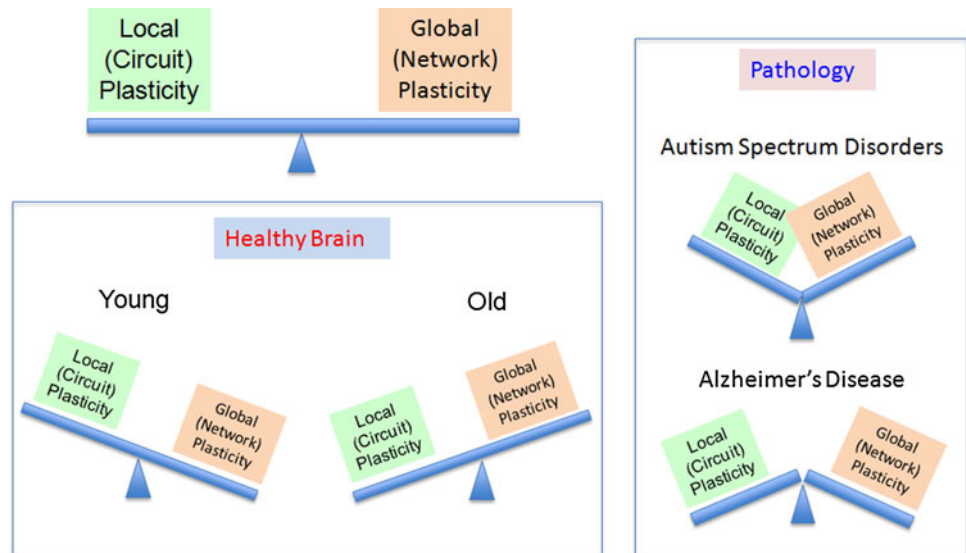 Local
(Circuit)
Plasticity
Global
(Network)
Plasticity
Healthy Brain
Young
Local
(Circuit)
Plasticity
Global
(Network)
Plasticity
Old
Local
(Circuit)
Plasticity
Global
(Network)
Plasticity
Pathology
Autism Spectrum Disorders
Local
(Circuit)
Plasticity
Global
(Network)
Plasticity
Alzheimer’s Disease
Local
(Circuit)
Plasticity
Global
(Network)
Plasticity